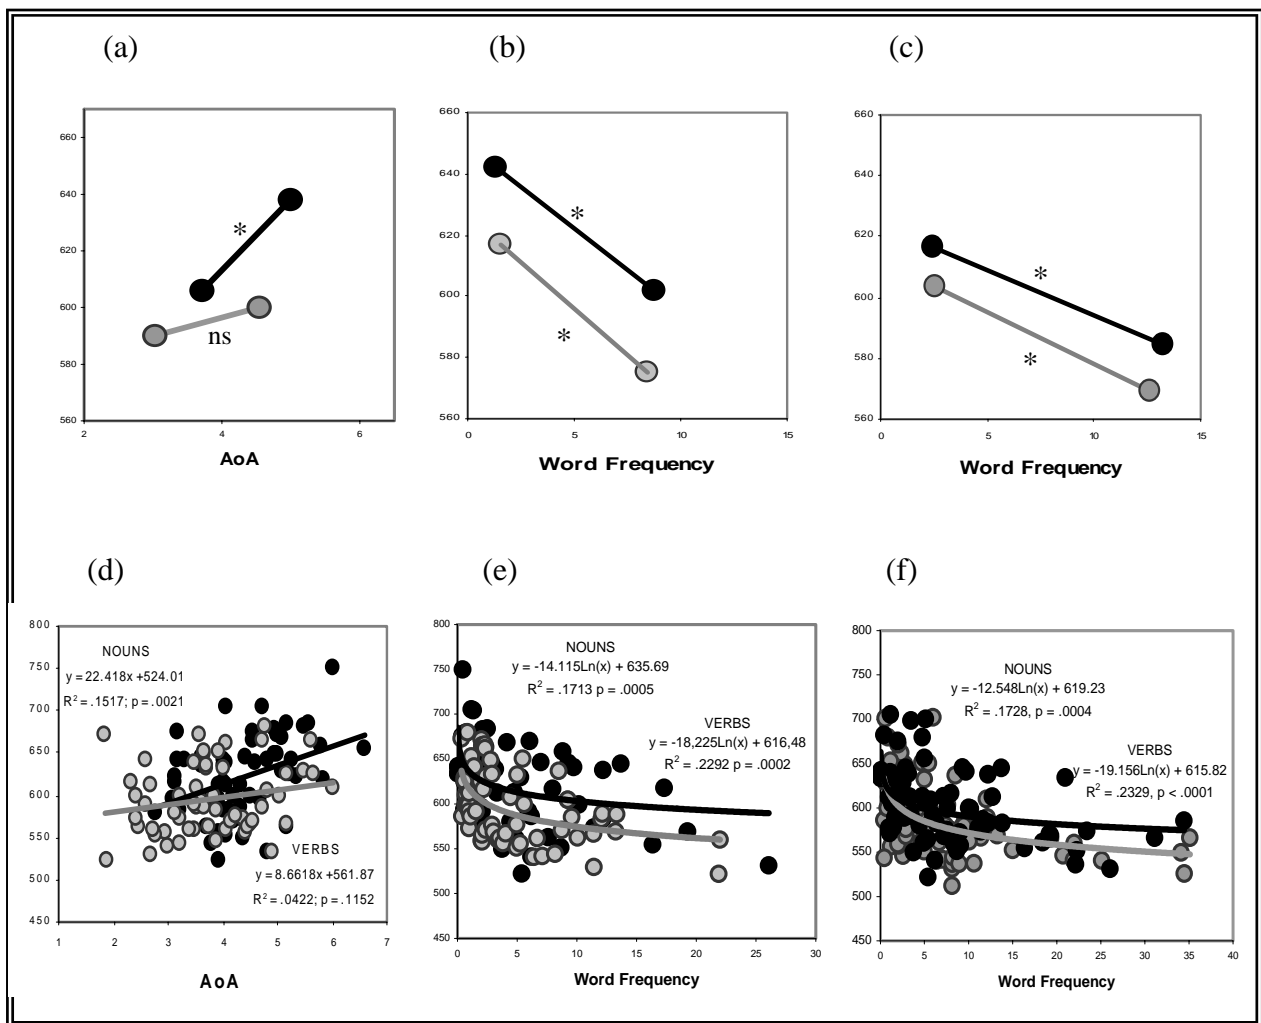 (a)
(b)
(c)
660
640
620
600
580
560
2
4
6
*
ns
AoA
660
640
620
600
580
560
0
5
10
15
*
*
Word Frequency
660
640
620
600
580
560
0
5
10
15
*
*
Word Frequency
(d)
(e)
(f)
800
750
700
650
600
550
500
450
1
2
3
4
5
6
7
NOUNS
y = 22.418x +524.01
R² = .1517; p = .0021
VERBS
y = 8.6618x +561.87
R² = .0422; p = .1152
AoA
800
750
700
650
600
550
500
450
0
5
10
15
20
25
30
NOUNS
y = -14.115Ln(x) + 635.69
R² = .1713 p = .0005
VERBS
y = -18,225Ln(x) + 616,48
R² = .2292 p = .0002
Word Frequency
800
750
700
650
600
550
500
450
0
5
10
15
20
25
30
35
40
NOUNS
y = -12.548Ln(x) + 619.23
R² = .1728, p = .0004
VERBS
y = -19.156Ln(x) + 615.82
R² = .2329, p < .0001
Word Frequency